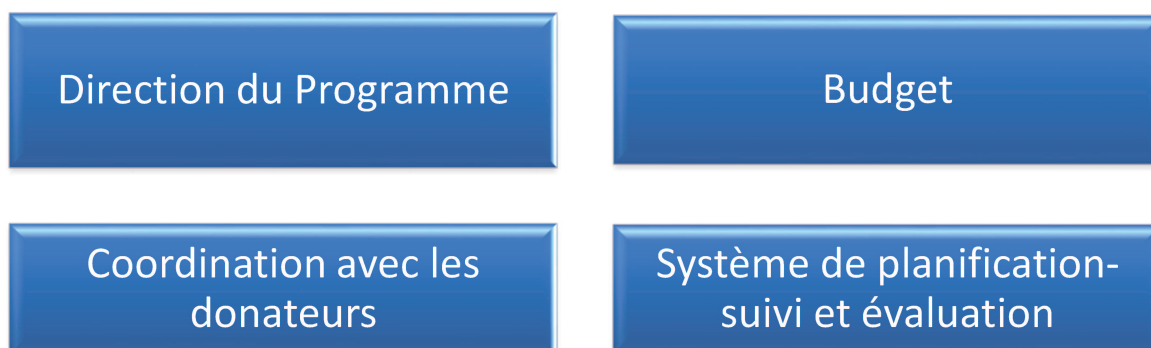 Direction du Programme
Budget
Coordination avec les
donateurs
Système de planification-
suivi et évaluation